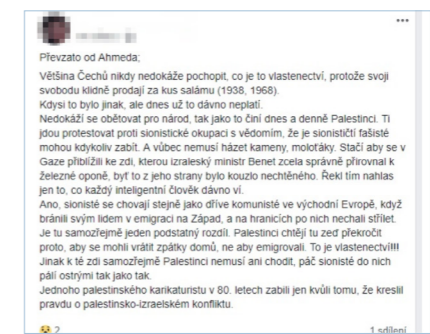 Převzato od Ahmeda;
Většina Čechů nikdy nedokáže pochopit, co je to vlastenectví, protože svoji
svobodu klidně prodají za kus salámu (1938, 1968).
Kdysi to bylo jinak, ale dnes už to dávno neplatí.
Nedokáží se obětovat pro národ, tak jako to činí dnes a denně Palestinci. Ti
jdou protestovat proti sionistické okupaci s vědomím, že je sionističtí fašisté
mohou kdykoliv zabít. A vůbec nemusí házet kameny, moloťáky. Stačí aby se v
Gaze přiblížili ke zdi, kterou izraelský ministr Benet zcela správně přirovnal k
železné oponě, byť to z jeho strany bylo kouzlo nechtěného. Řekl tím nahlas
jen to, co každý inteligentní člověk dávno ví.
Ano, sionisté se chovají stejně jako dříve komunisté ve východní Evropě, když
bránili svým lidem v emigraci na Západ, a na hranicích po nich nechali střílet.
Je tu samozřejmě jeden podstatný rozdíl. Palestinci chtějí tu zeď překročit
proto, aby se mohli vrátit zpátky domů, ne aby emigrovali. To je vlastenectví!!!
Jinak k té zdi samozřejmě Palestinci nemusí ani chodit, páč sionisté do nich
pálí ostrými tak jako tak.
Jednoho palestinského karikaturistu v 80. letech zabili jen kvůli tomu, že kreslil
pravdu o palestinsko-izraelském konfliktu.
2
1 sdílení